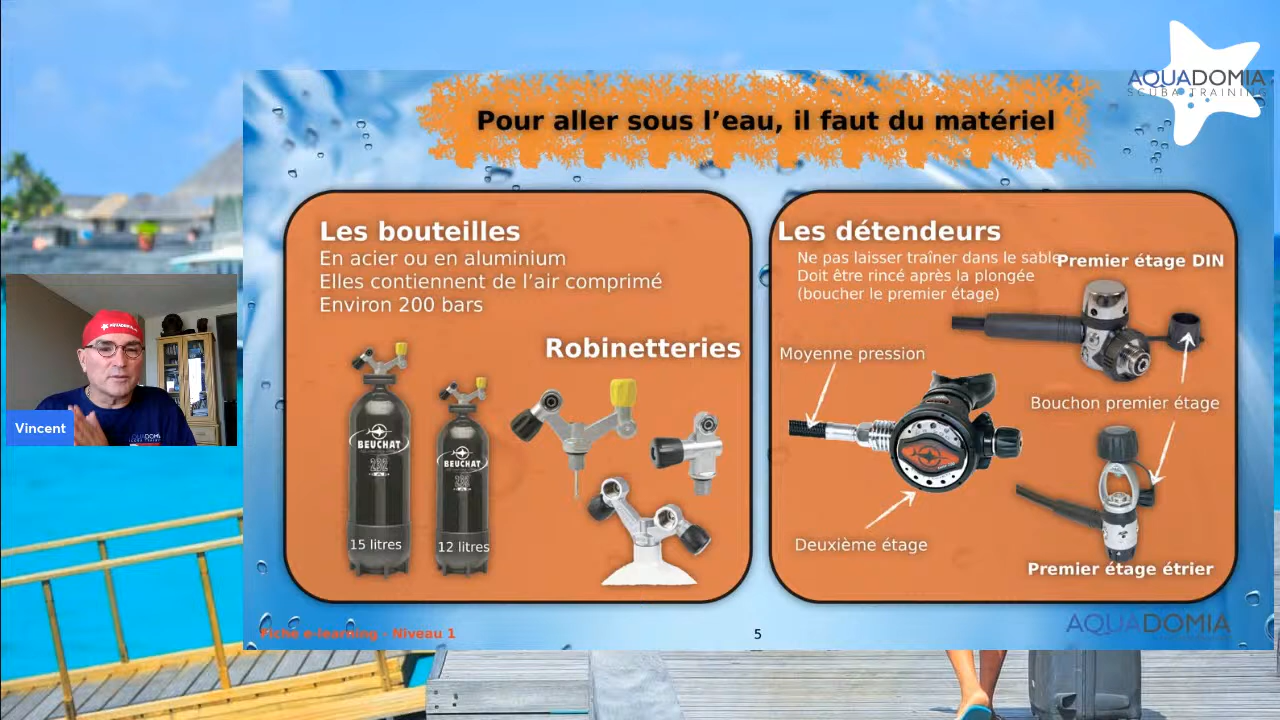 AQUADOMIA
SCUBA TRAINING
Pour aller sous l’eau, il faut du matériel
Les bouteilles
En acier ou en aluminium
Elles contiennent de l’air comprimé
Environ 200 bars
Robinetteries
BEUCHAT
BEUCHAT
15 litres
12 litres
Les détendeurs
Ne pas laisser traîner dans le sable
Doit être rincé après la plongée
(boucher le premier étage)
Premier étage DIN
Moyenne pression
Bouchon premier étage
Deuxième étage
Premier étage étrier
Vincent
AQUADOMIA
Fiche e-learning - Niveau 1
5
AQUADOMIA